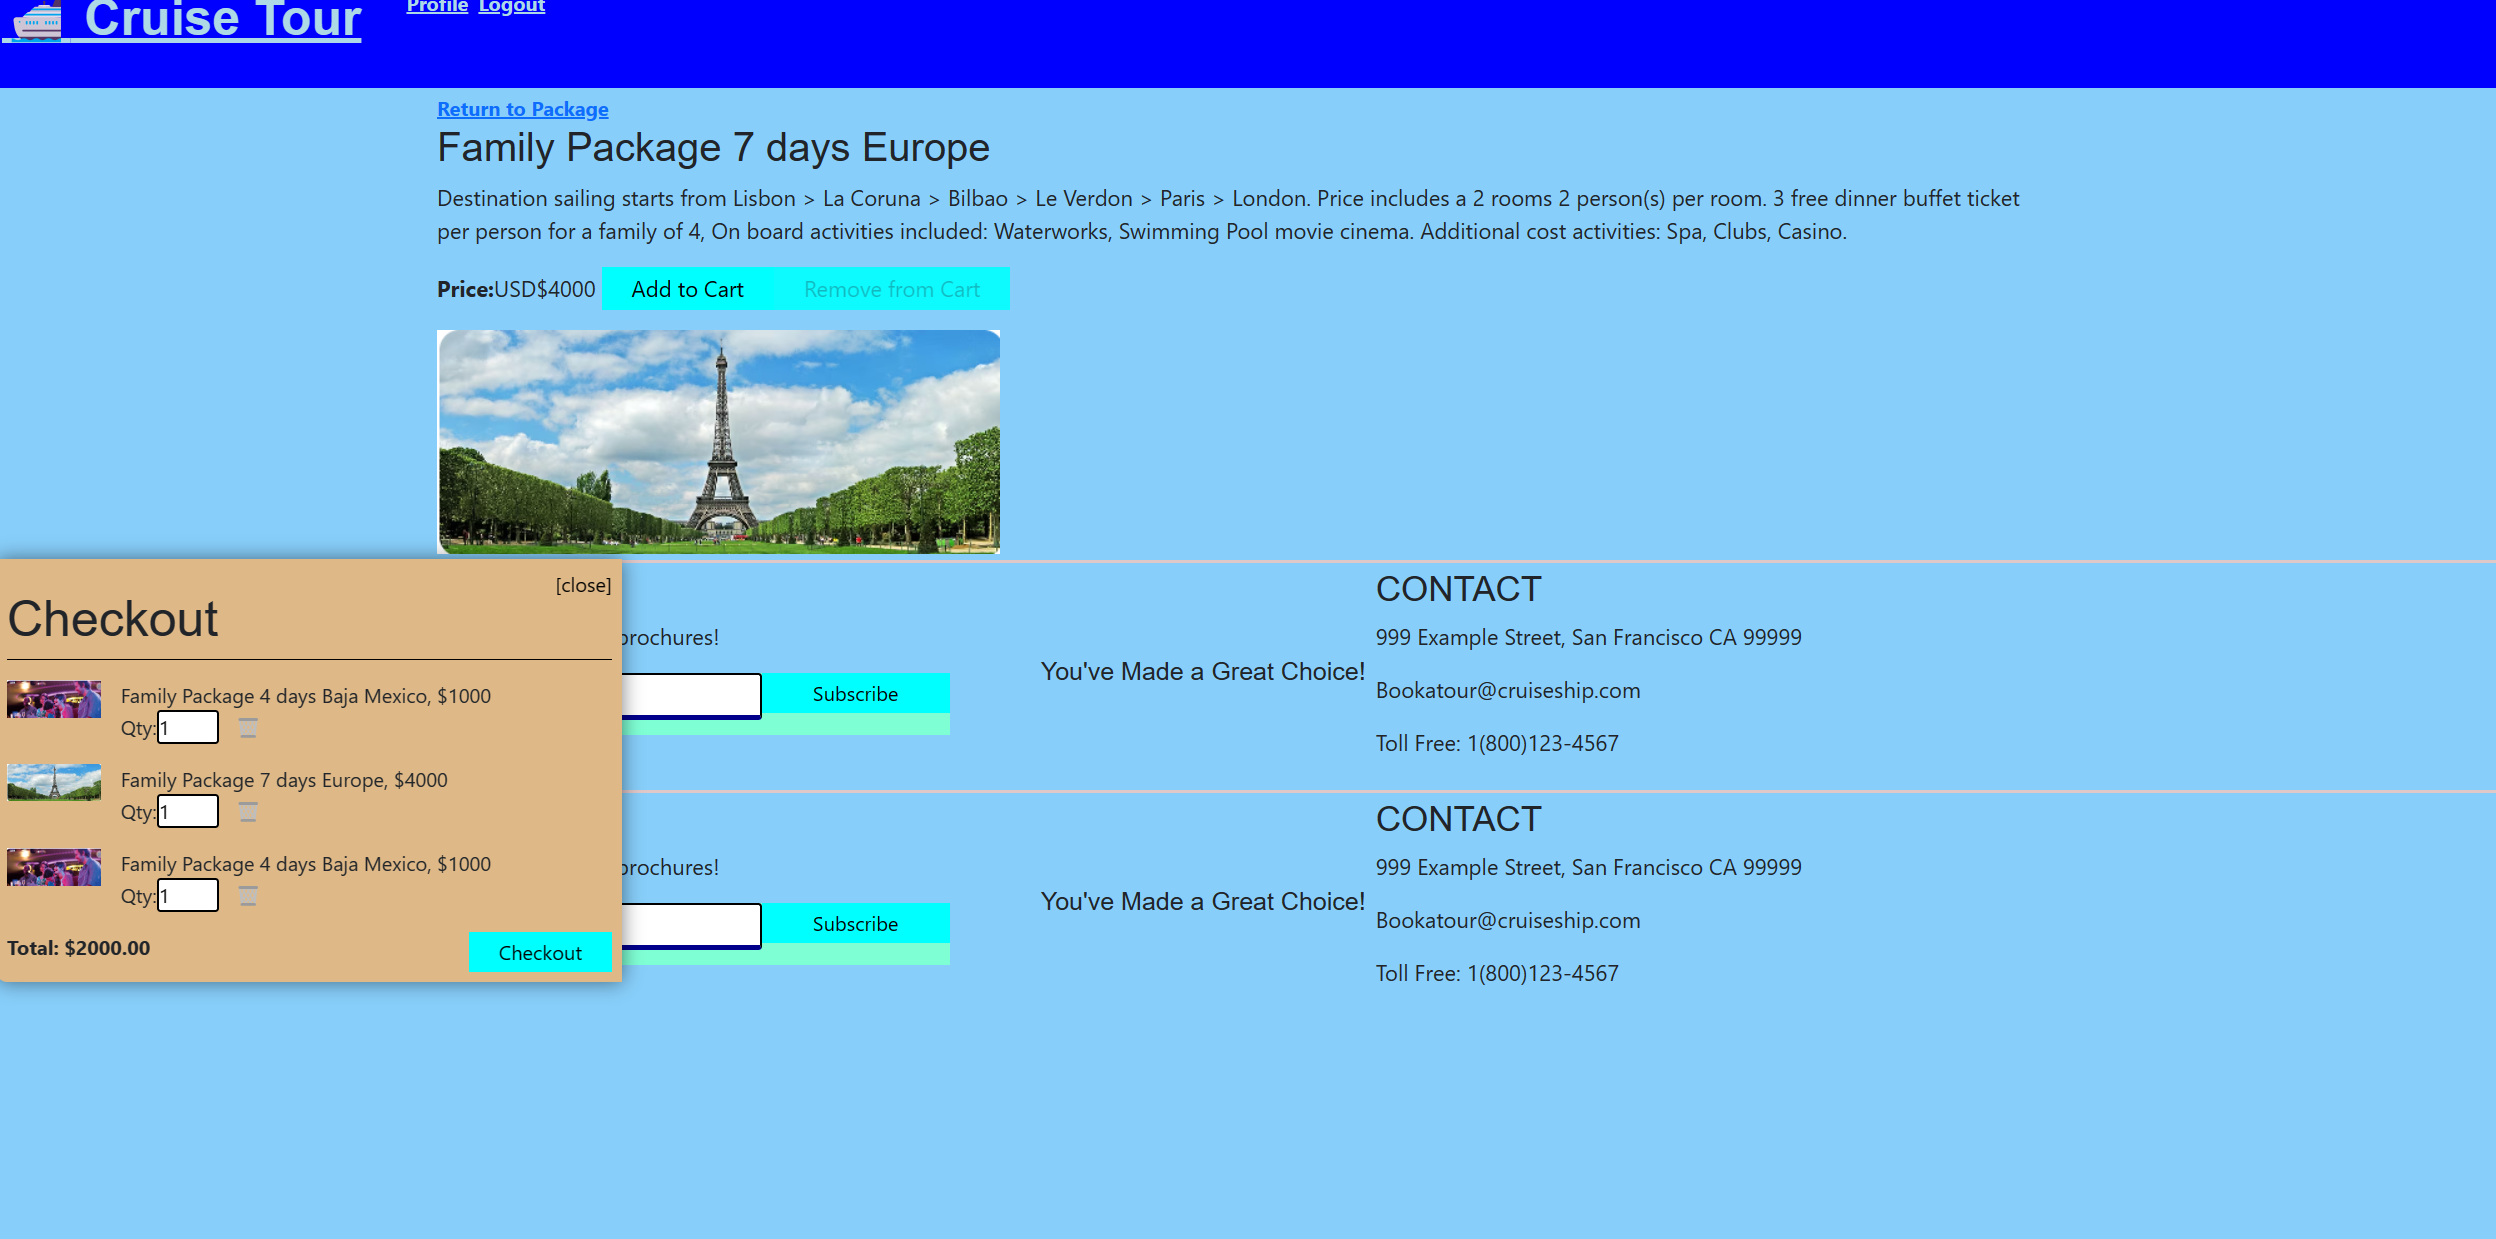 Cruise Tour
Profile Logout
Return to Package
Family Package 7 days Europe
Destination sailing starts from Lisbon > La Coruna > Bilbao > Le Verdon > Paris > London. Price includes a 2 rooms 2 person(s) per room. 3 free dinner buffet ticket
per person for a family of 4, On board activities included: Waterworks, Swimming Pool movie cinema. Additional cost activities: Spa, Clubs, Casino.
Price:USD$4000 Add to Cart Remove from Cart
[close]
Checkout
Family Package 4 days Baja Mexico, $1000
Qty:1
Family Package 7 days Europe, $4000
Qty:1
Family Package 4 days Baja Mexico, $1000
Qty:1
Total: $2000.00 Checkout
brochures!
Subscribe
You've Made a Great Choice!
CONTACT
999 Example Street, San Francisco CA 99999
Bookatour@cruiseship.com
Toll Free: 1(800)123-4567
brochures!
Subscribe
You've Made a Great Choice!
CONTACT
999 Example Street, San Francisco CA 99999
Bookatour@cruiseship.com
Toll Free: 1(800)123-4567